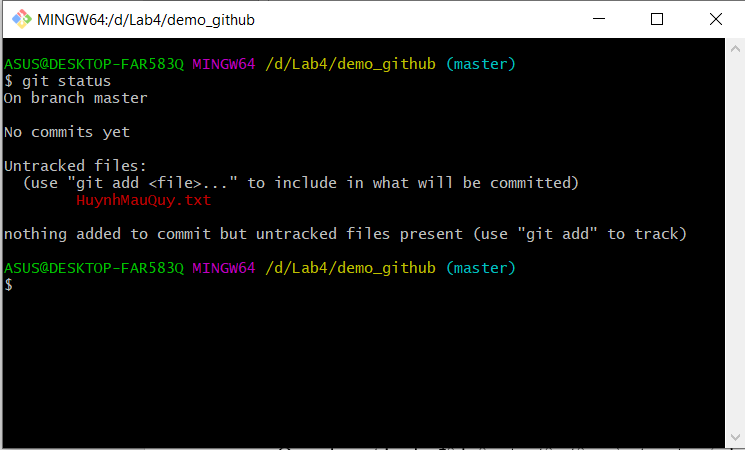 MINGW64:/d/Lab4/demo_github
ASUS@DESKTOP-FAR583Q MINGW64 /d/Lab4/demo_github (master)
$ git status
On branch master
No commits yet
Untracked files:
(use "git add <file>..." to include in what will be committed)
HuynhMauQuy.txt
nothing added to commit but untracked files present (use "git add" to track)
ASUS@DESKTOP-FAR583Q MINGW64 /d/Lab4/demo_github (master)
$